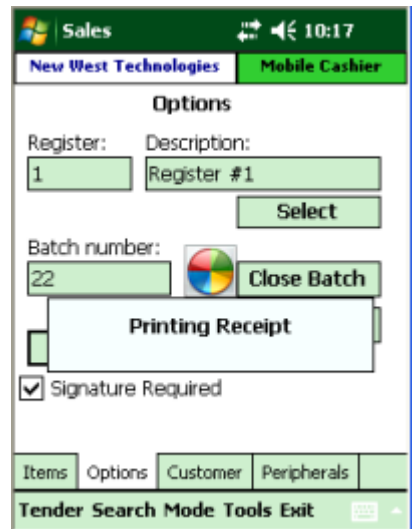 Sales 10:17
New West Technologies Mobile Cashier
Options
Register: Description:
1 Register #1
Select
Batch number:
22 Close Batch
Printing Receipt
Signature Required
Items Options Customer Peripherals
Tender Search Mode Tools Exit